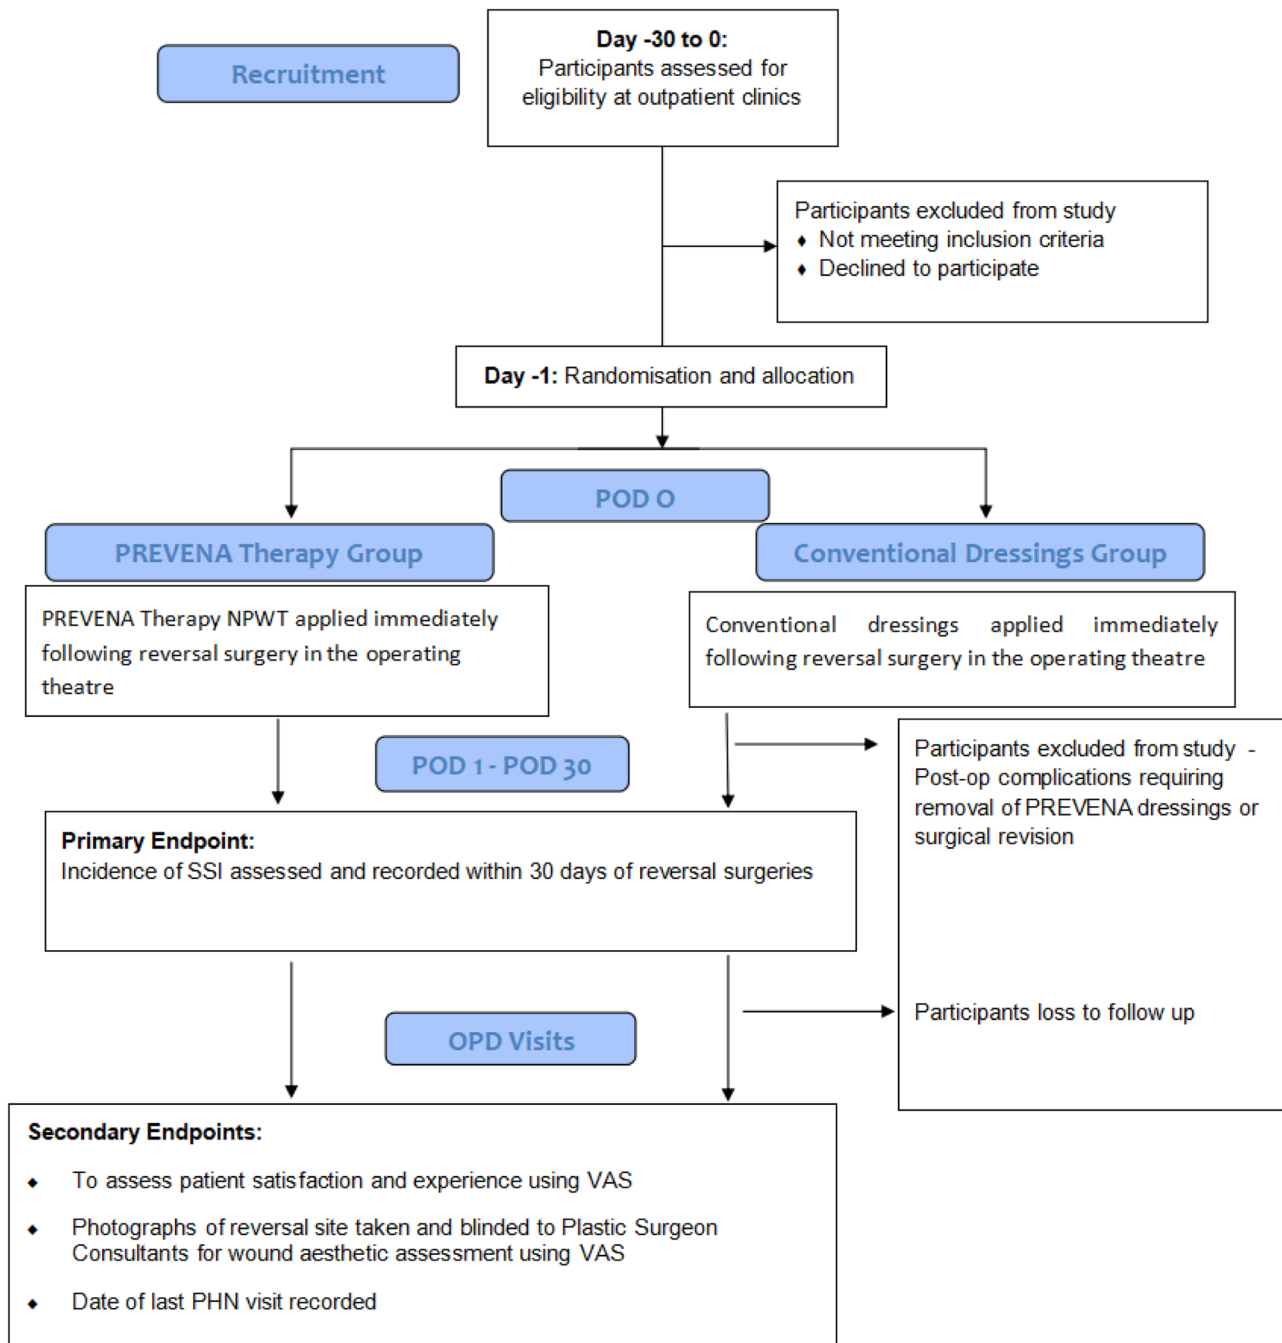 Day -30 to 0:
Participants assessed for
eligibility at outpatient clinics
Recruitment
Participants excluded from study
♦ Not meeting inclusion criteria
♦ Declined to participate
Day -1: Randomisation and allocation
POD O
PREVENA Therapy Group
Conventional Dressings Group
PREVENA Therapy NPWT applied immediately
following reversal surgery in the operating
theatre
Conventional dressings applied immediately
following reversal surgery in the operating theatre
POD 1 - POD 30
Participants excluded from study -
Post-op complications requiring
removal of PREVENA dressings or
surgical revision
Primary Endpoint:
Incidence of SSI assessed and recorded within 30 days of reversal surgeries
Participants loss to follow up
OPD Visits
Secondary Endpoints:
♦ To assess patient satisfaction and experience using VAS
♦ Photographs of reversal site taken and blinded to Plastic Surgeon
Consultants for wound aesthetic assessment using VAS
♦ Date of last PHN visit recorded